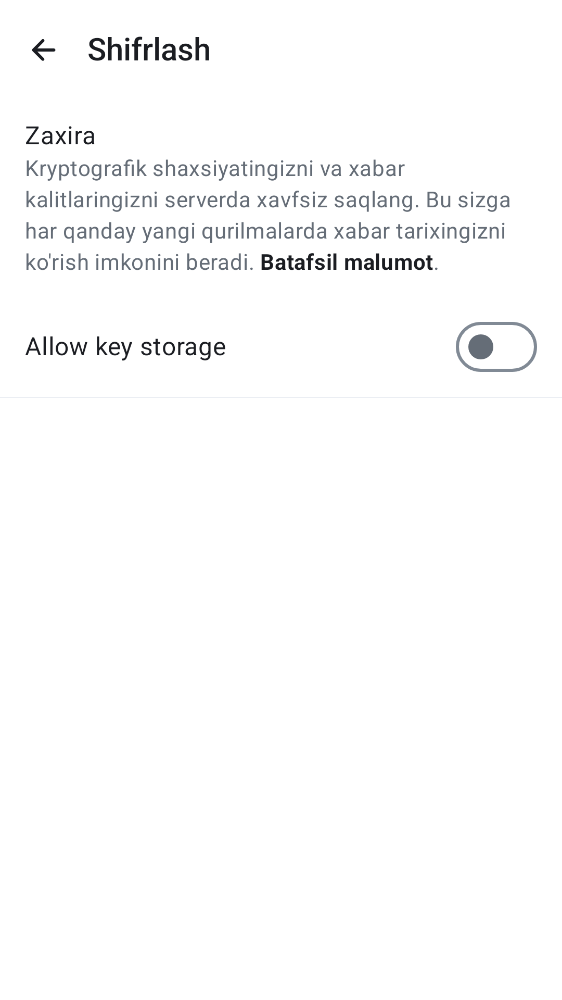 Shifrlash
Zaxira
Kryptografik shaxsiyatingizni va xabar
kalitlaringizni serverda xavfsiz saqlang. Bu sizga
har qanday yangi qurilmalarda xabar tarixingizni
ko'rish imkonini beradi. Batafsil malumot.
Allow key storage